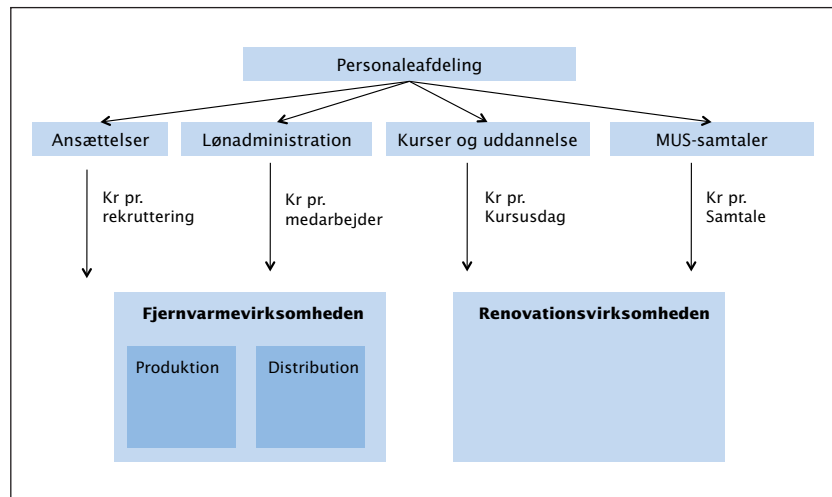 Personaleafdeling
Ansættelser
Lønadministration
Kurser og uddannelse
MUS-samtaler
Kr pr.
rekruttering
Kr pr.
medarbejder
Kr pr.
Kursusdag
Kr pr.
Samtale
Fjernvarmevirksomheden
Produktion
Distribution
Renovationsvirksomheden